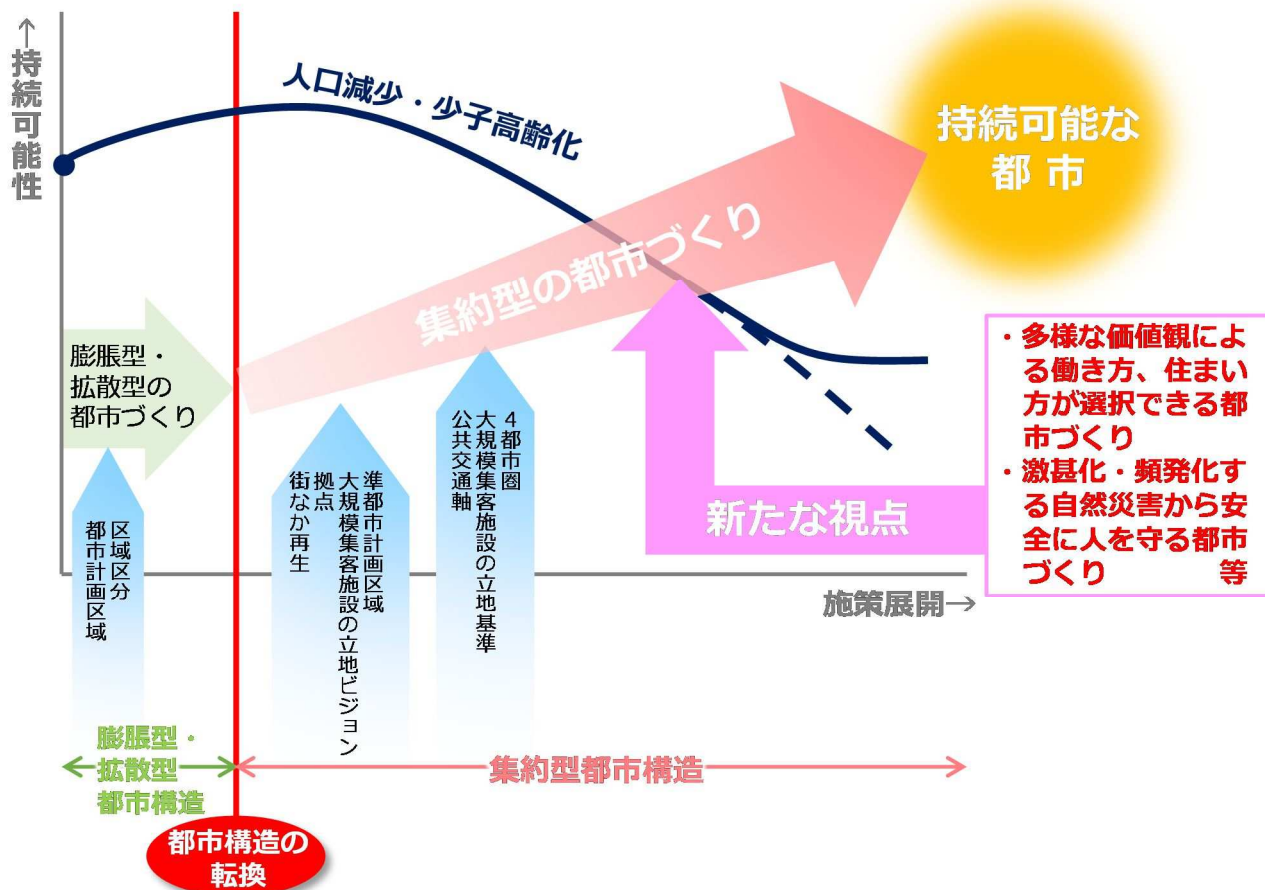 ↑持続可能性
人口減少・少子高齢化
持続可能な
都 市
集約型の都市づくり
膨脹型・
拡散型の
都市づくり
・多様な価値観によ
る働き方、住まい
方が選択できる都
市づくり
・激甚化・頻発化す
る自然災害から安
全に人を守る都市
づくり 等
新たな視点
区域区分
都市計画区域
準都市計画区域
大規模集客施設の立地ビジョン
拠点
街なか再生
4都市圏
大規模集客施設の立地基準
公共交通軸
施策展開→
膨脹型・
拡散型
都市構造
集約型都市構造
都市構造の
転換